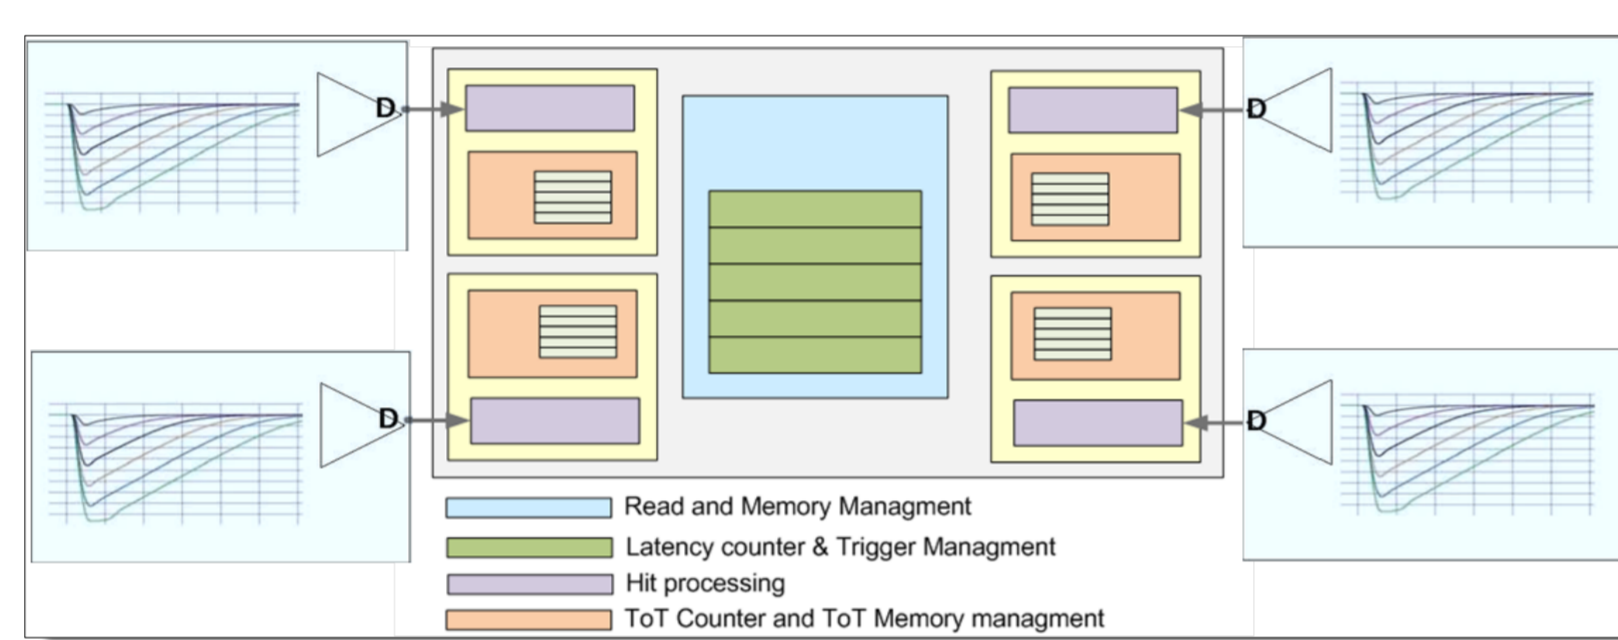 D
D
D
D
Read and Memory Managment
Latency counter & Trigger Managment
Hit processing
ToT Counter and ToT Memory managment